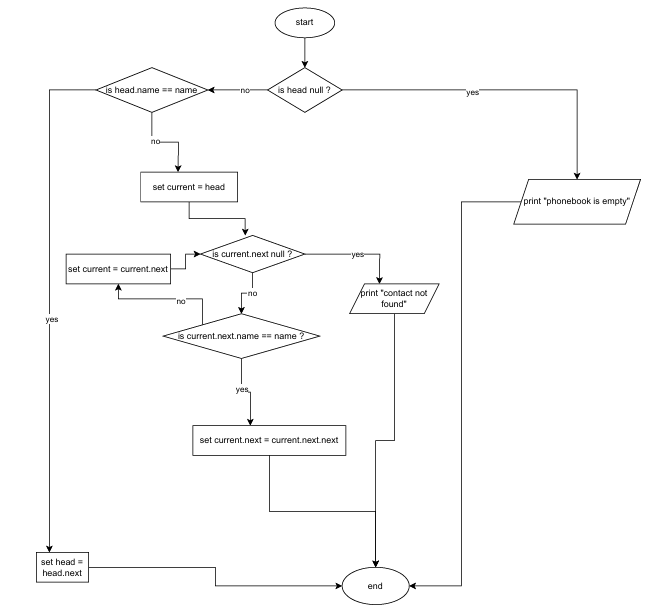 start
is head null ?
no
yes
is head.name == name
no
set current = head
print "phonebook is empty"
is current.next null ?
yes
set current = current.next
no
print "contact not
found"
no
yes
is current.next.name == name ?
yes
set current.next = current.next.next
set head =
head.next
end